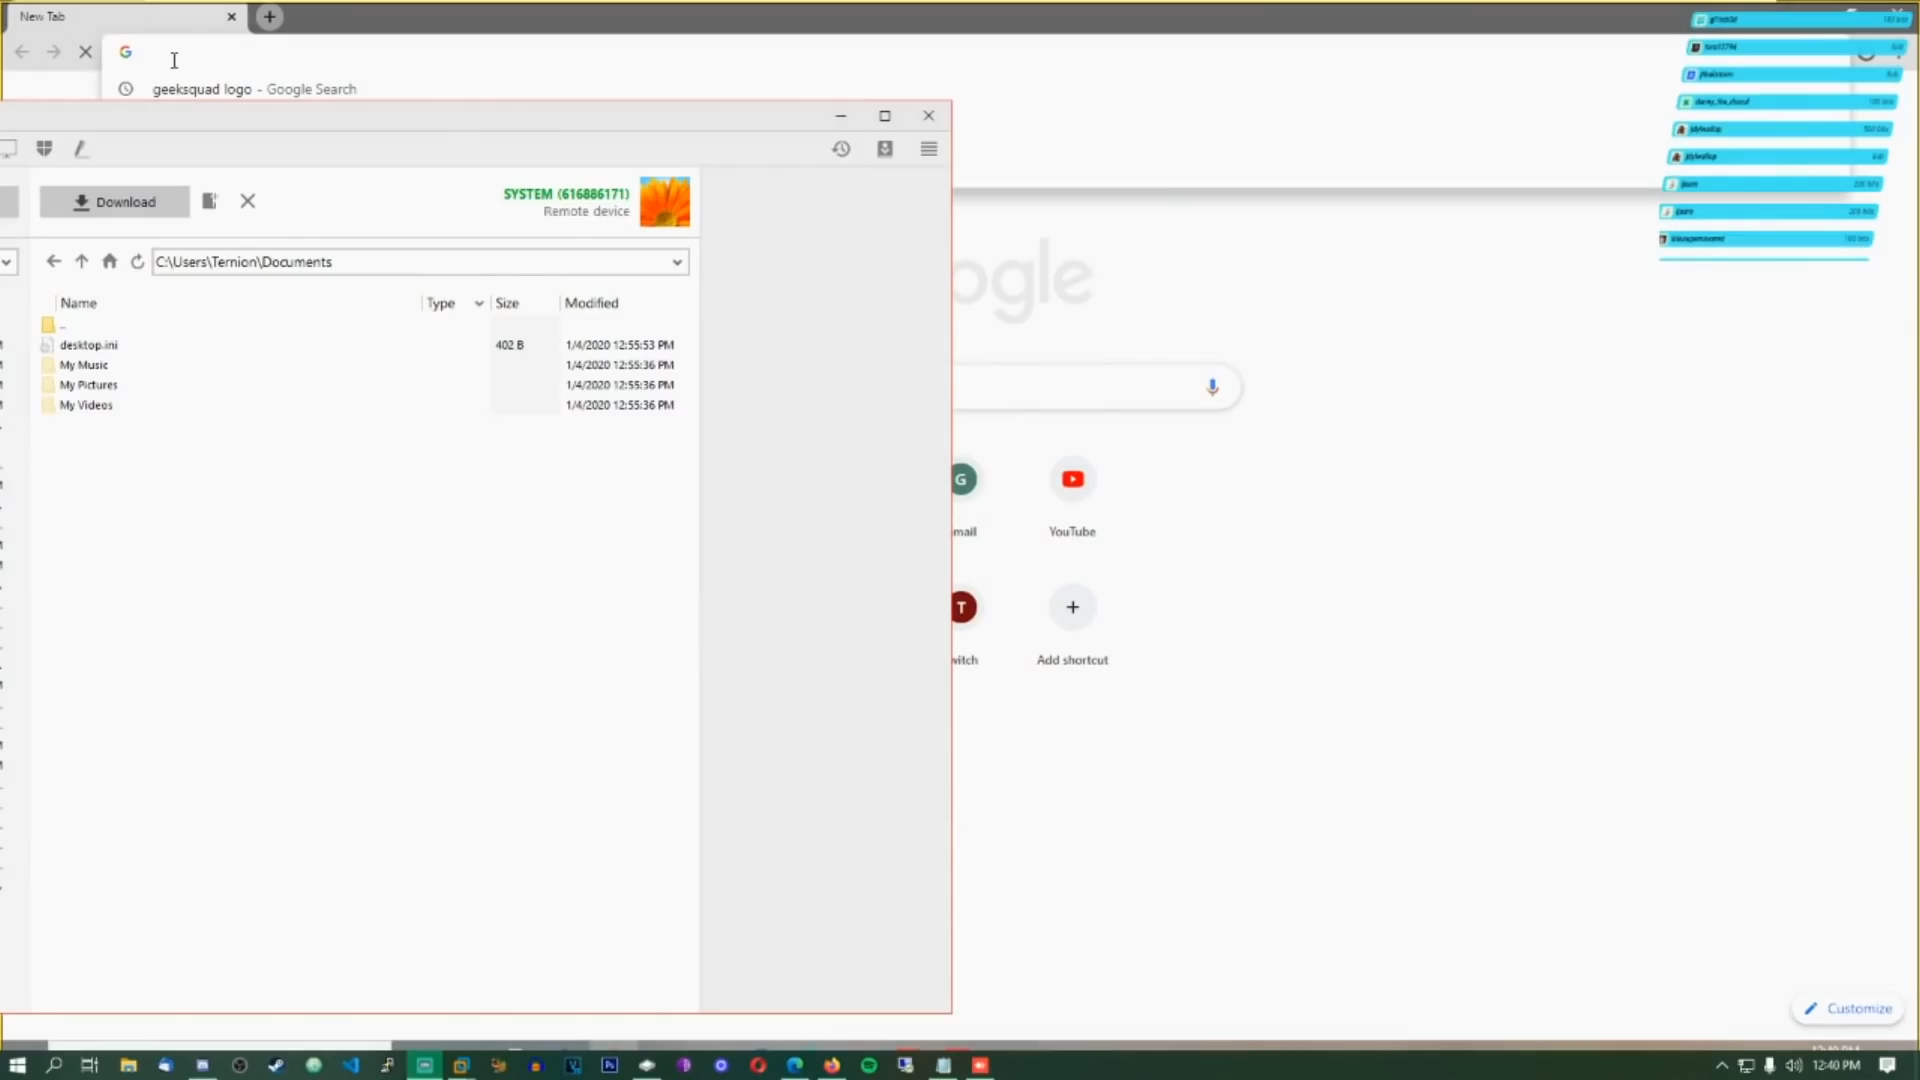 New Tab
geeksquad logo - Google Search
Download
SYSTEM (616886171)
Remote device
C:\Users\Ternion\Documents
Name Type Size Modified
..
desktop.ini 402 B 1/4/2020 12:55:53 PM
My Music 1/4/2020 12:55:36 PM
My Pictures 1/4/2020 12:55:36 PM
My Videos 1/4/2020 12:55:36 PM
ogle
G
mail
YouTube
T
witch
Add shortcut
Customize
12:40 PM